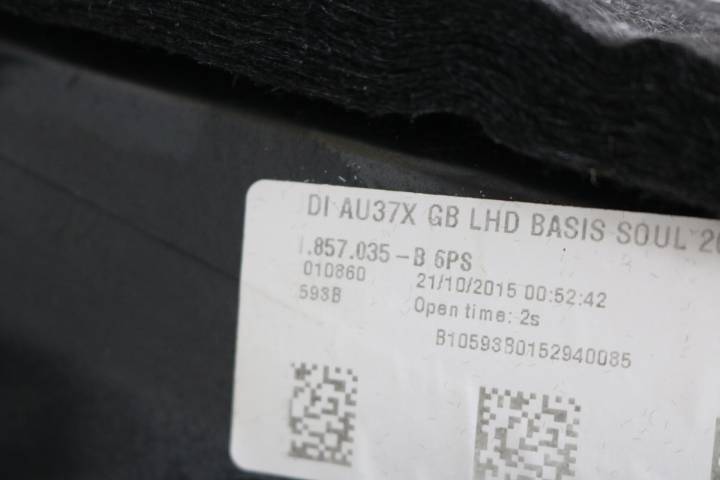 DI AU37X GB LHD BASIS SOUL
.857.035-B 6PS
010860 21/10/2015 00:52:42
593B Open time: 2s
B10593B0152940085